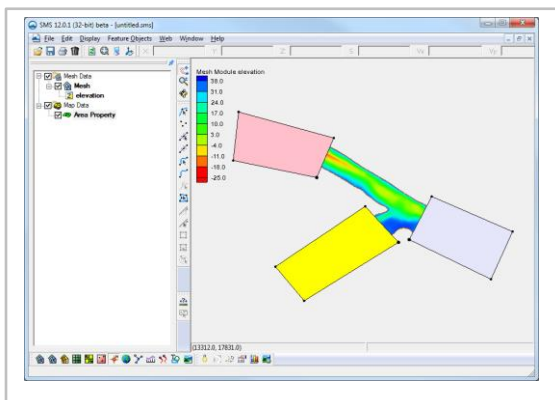 SMS 12.0.1 (32-bit) beta - [untitled.sms]
File Edit Display Feature Objects Web Window Help
X: Y: Z: S: Vx: Vy:
Mesh Data
Mesh
elevation
Map Data
Area Property
Mesh Module elevation
38.0
31.0
24.0
17.0
10.0
3.0
-4.0
-11.0
-18.0
-25.0
(13312.0, 17831.0)